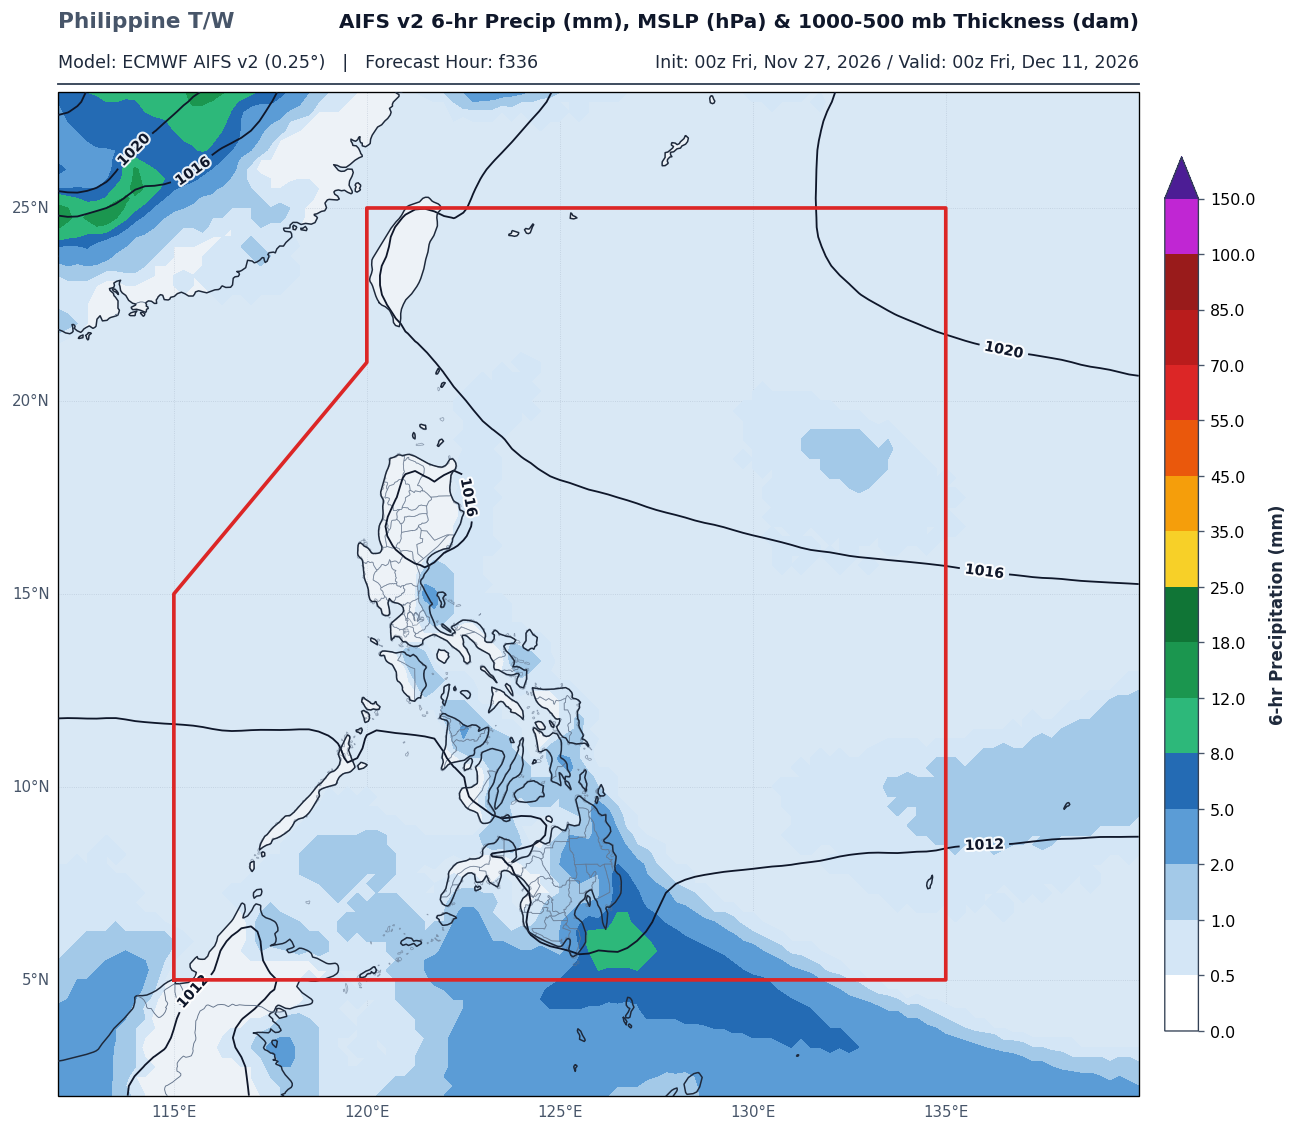 Philippine T/W
AIFS v2 6-hr Precip (mm), MSLP (hPa) & 1000-500 mb Thickness (dam)
Model: ECMWF AIFS v2 (0.25°) | Forecast Hour: f336
Init: 00z Fri, Nov 27, 2026 / Valid: 00z Fri, Dec 11, 2026
1020
1016
1020
1016
1016
1012
1012
25°N
20°N
15°N
10°N
5°N
115°E
120°E
125°E
130°E
135°E
150.0
100.0
85.0
70.0
55.0
45.0
35.0
25.0
18.0
12.0
8.0
5.0
2.0
1.0
0.5
0.0
6-hr Precipitation (mm)